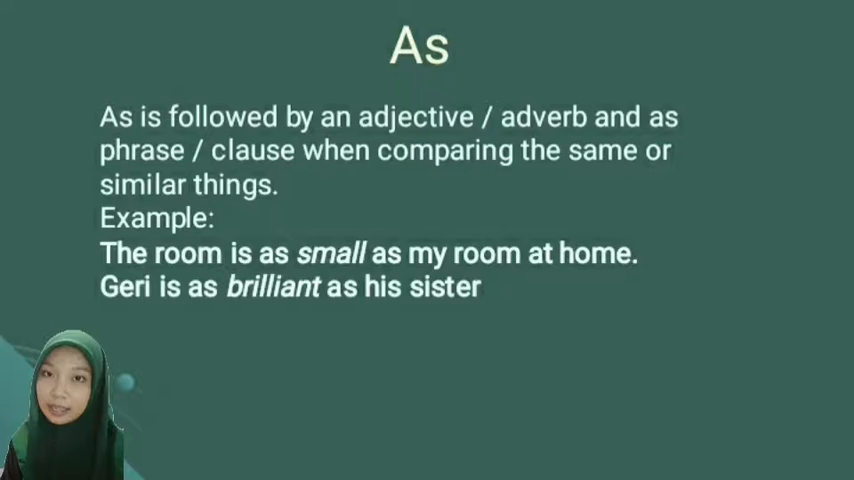 As
As is followed by an adjective / adverb and as
phrase / clause when comparing the same or
similar things.
Example:
The room is as small as my room at home.
Geri is as brilliant as his sister